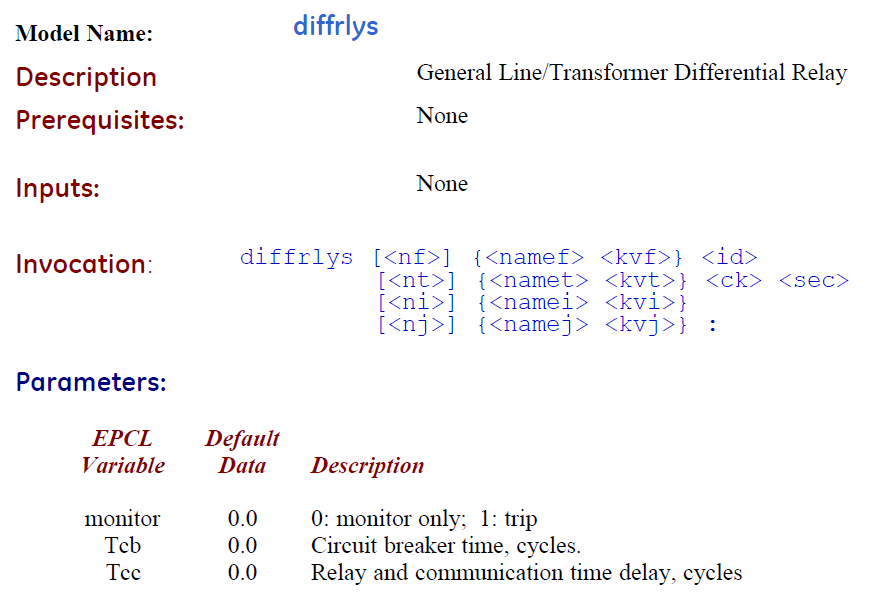 Model Name: diffrlys
Description General Line/Transformer Differential Relay
Prerequisites: None
Inputs: None
Invocation: diffrlys [<nf>] {<namef> <kvf>} <id>
[<nt>] {<namet> <kvt>} <ck> <sec>
[<ni>] {<namei> <kvi>}
[<nj>] {<namej> <kvj>} :
Parameters:
EPCL Default
Variable Data Description
monitor 0.0 0: monitor only; 1: trip
Tcb 0.0 Circuit breaker time, cycles.
Tcc 0.0 Relay and communication time delay, cycles